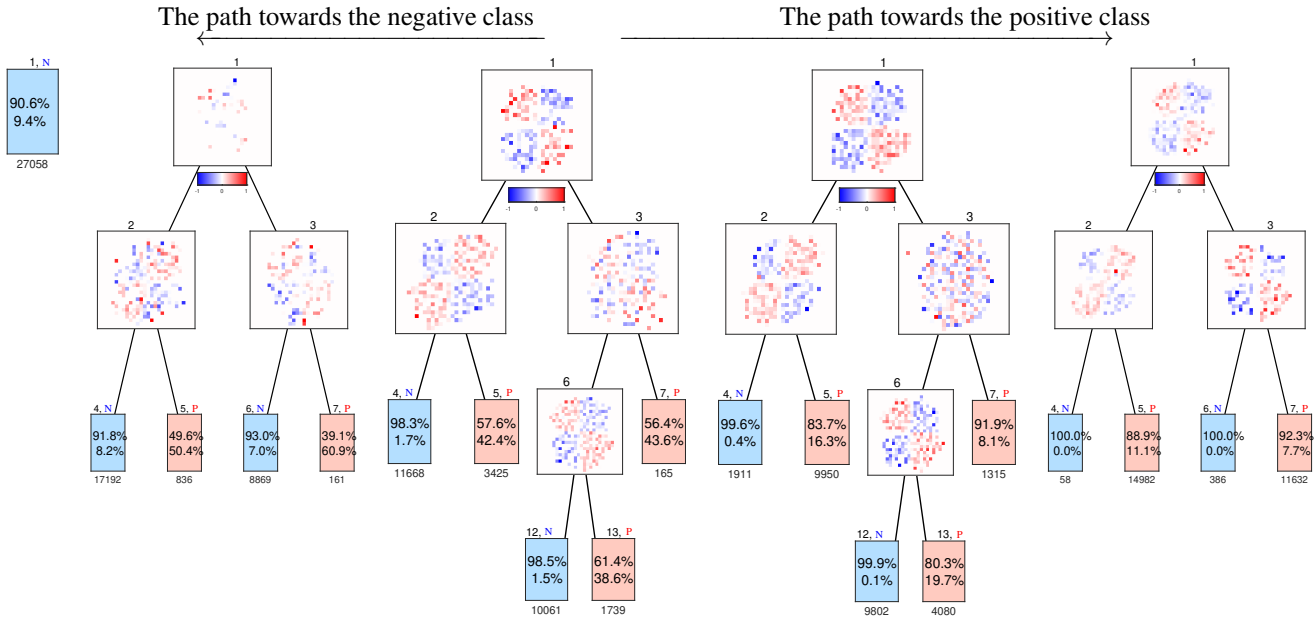 The path towards the negative class
The path towards the positive class
1, N
90.6%
9.4%
27058
1
-1 0 1
2
3
4, N
91.8%
8.2%
17192
5, P
49.6%
50.4%
836
6, N
93.0%
7.0%
8869
7, P
39.1%
60.9%
161
1
-1 0 1
2
3
4, N
98.3%
1.7%
11668
5, P
57.6%
42.4%
3425
6
7, P
56.4%
43.6%
165
12, N
98.5%
1.5%
10061
13, P
61.4%
38.6%
1739
1
-1 0 1
2
3
4, N
99.6%
0.4%
1911
5, P
83.7%
16.3%
9950
6
7, P
91.9%
8.1%
1315
12, N
99.9%
0.1%
9802
13, P
80.3%
19.7%
4080
1
-1 0 1
2
3
4, N
100.0%
0.0%
58
5, P
88.9%
11.1%
14982
6, N
100.0%
0.0%
386
7, P
92.3%
7.7%
11632